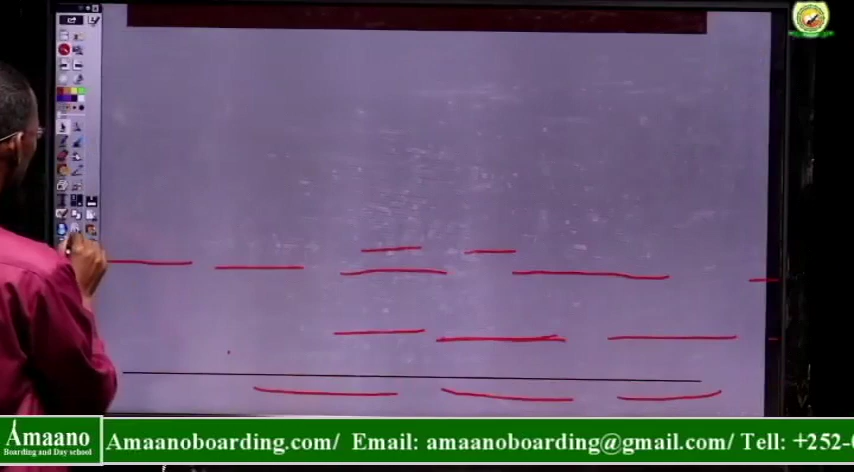 Amaano
Boarding and Day school
Amaanoboarding.com/ Email: amaanoboarding@gmail.com/ Tell: +252-